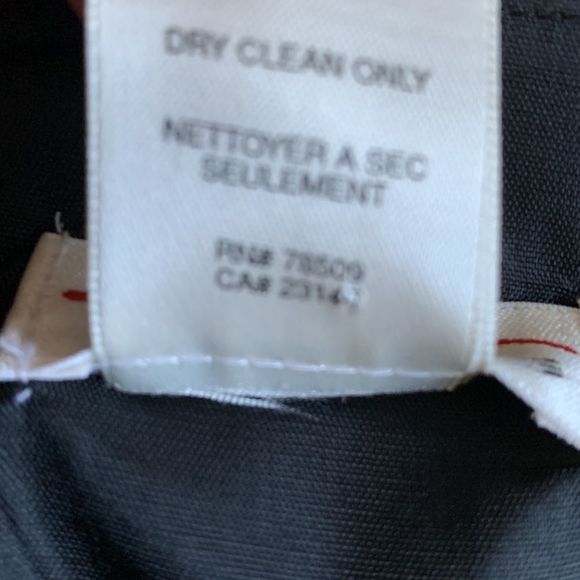 DRY CLEAN ONLY
NETTOYER A SEC
SEULEMENT
RN# 78509
CA#